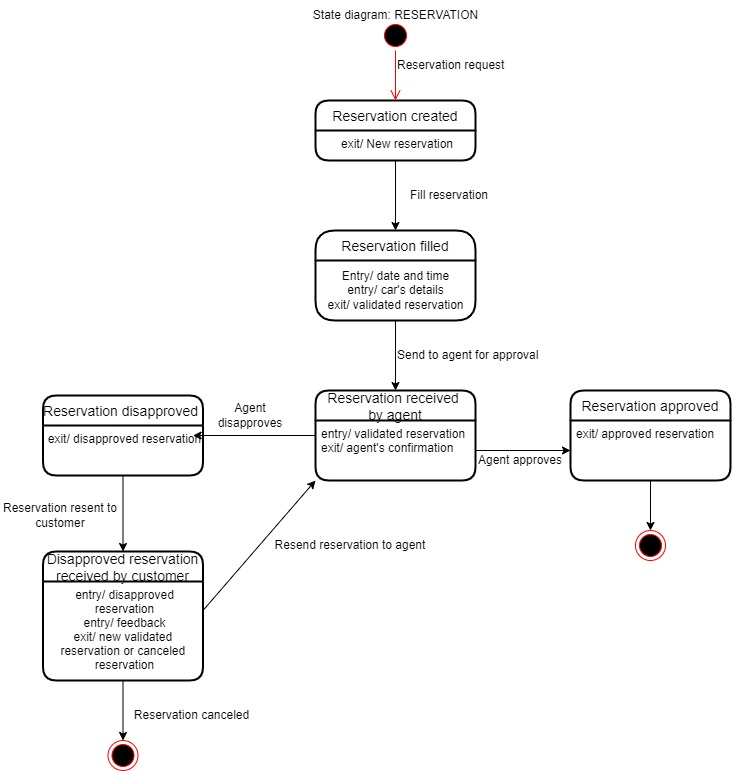 State diagram: RESERVATION
Reservation request
Reservation created
exit/ New reservation
Fill reservation
Reservation filled
Entry/ date and time
entry/ car's details
exit/ validated reservation
Send to agent for approval
Reservation received
by agent
entry/ validated reservation
exit/ agent's confirmation
Agent
disapproves
Reservation disapproved
exit/ disapproved reservation
Agent approves
Reservation approved
exit/ approved reservation
Reservation resent to
customer
Resend reservation to agent
Disapproved reservation
received by customer
entry/ disapproved
reservation
entry/ feedback
exit/ new validated
reservation or canceled
reservation
Reservation canceled